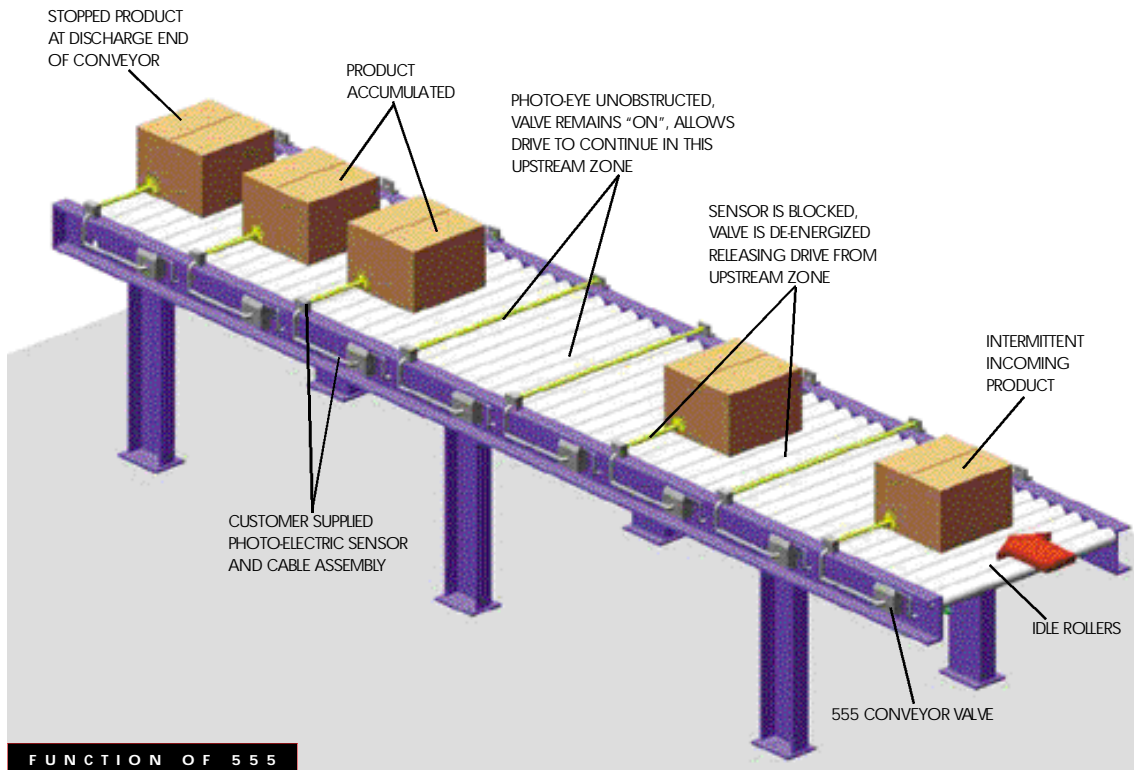 STOPPED PRODUCT
AT DISCHARGE END
OF CONVEYOR
PRODUCT
ACCUMULATED
PHOTO-EYE UNOBSTRUCTED,
VALVE REMAINS “ON”, ALLOWS
DRIVE TO CONTINUE IN THIS
UPSTREAM ZONE
SENSOR IS BLOCKED,
VALVE IS DE-ENERGIZED
RELEASING DRIVE FROM
UPSTREAM ZONE
INTERMITTENT
INCOMING
PRODUCT
CUSTOMER SUPPLIED
PHOTO-ELECTRIC SENSOR
AND CABLE ASSEMBLY
IDLE ROLLERS
555 CONVEYOR VALVE
FUNCTION OF 555